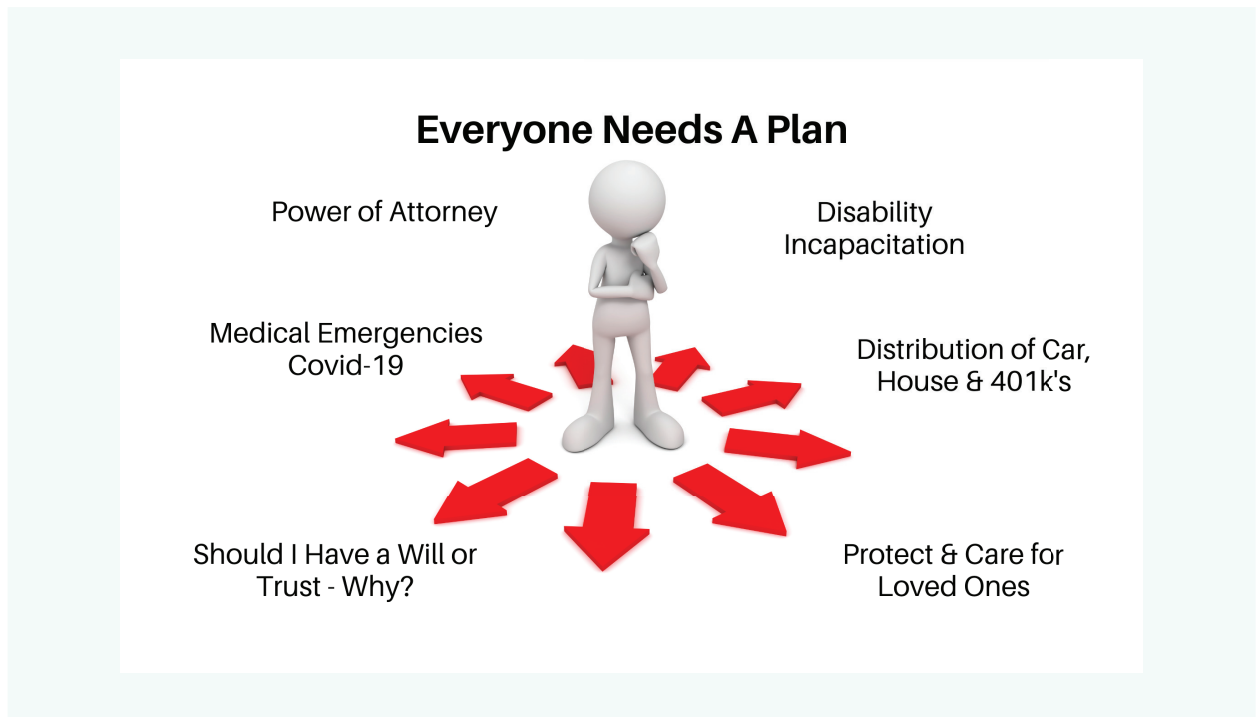 Everyone Needs A Plan
Power of Attorney
Disability
Incapacitation
Medical Emergencies
Covid-19
Distribution of Car,
House & 401k's
Should I Have a Will or
Trust - Why?
Protect & Care for
Loved Ones